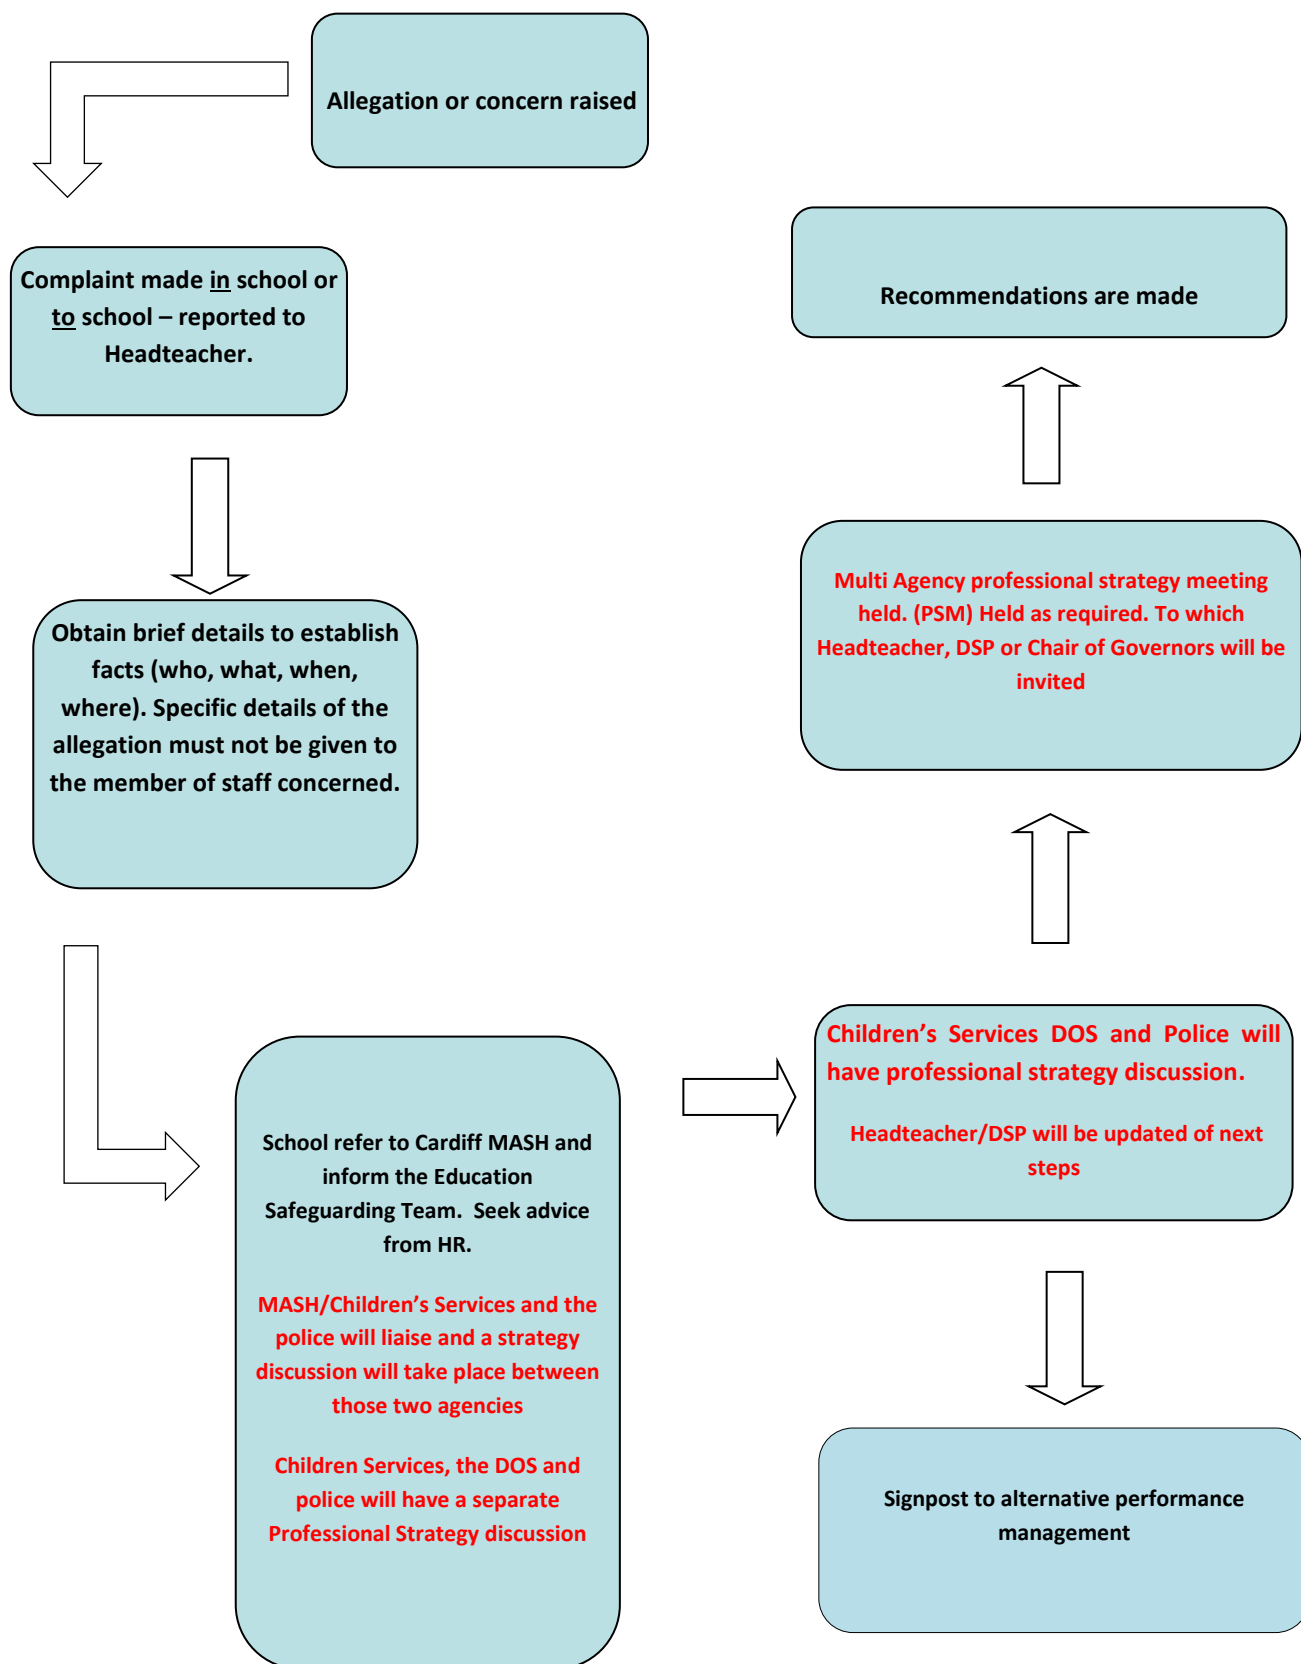 Allegation or concern raised
Complaint made in school or
to school – reported to
Headteacher.
Obtain brief details to establish
facts (who, what, when,
where). Specific details of the
allegation must not be given to
the member of staff concerned.
School refer to Cardiff MASH and
inform the Education
Safeguarding Team.  Seek advice
from HR.
MASH/Children’s Services and the
police will liaise and a strategy
discussion will take place between
those two agencies
Children Services, the DOS and
police will have a separate
Professional Strategy discussion
Children’s Services DOS and Police will
have professional strategy discussion.
Headteacher/DSP will be updated of next
steps
Multi Agency professional strategy meeting
held. (PSM) Held as required. To which
Headteacher, DSP or Chair of Governors will be
invited
Recommendations are made
Signpost to alternative performance
management